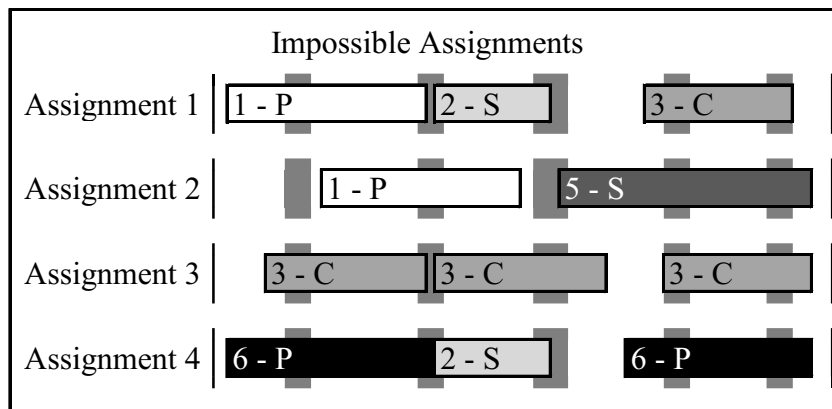 Impossible Assignments
Assignment 1 1 - P 2 - S 3 - C
Assignment 2 1 - P 5 - S
Assignment 3 3 - C 3 - C 3 - C
Assignment 4 6 - P 2 - S 6 - P